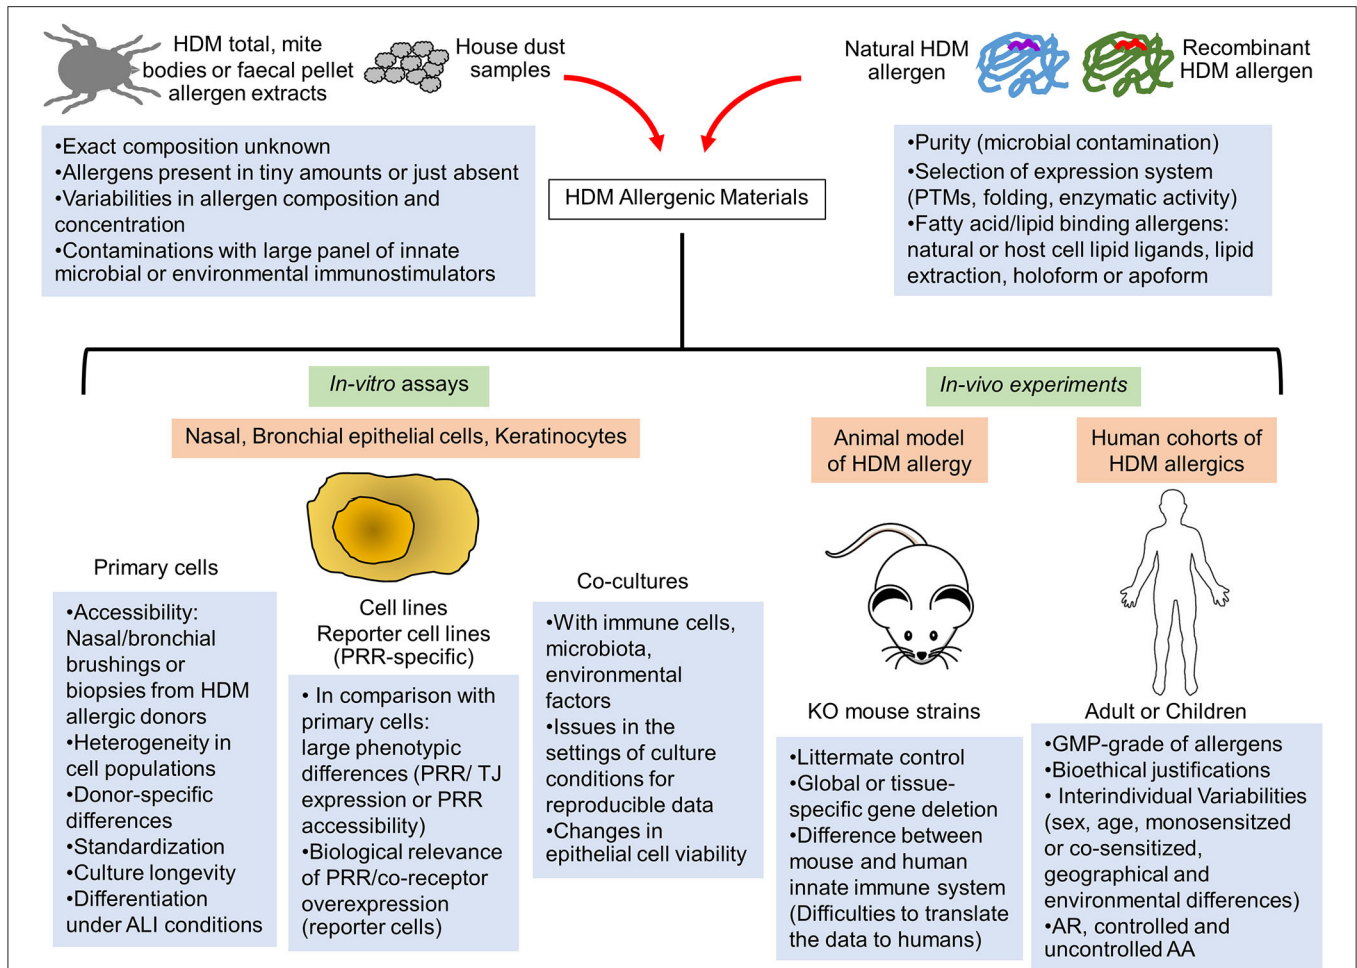 HDM total, mite
bodies or faecal pellet
allergen extracts
House dust
samples
Natural HDM
allergen
Recombinant
HDM allergen
•Exact composition unknown
•Allergens present in tiny amounts or just absent
•Variabilities in allergen composition and
concentration
•Contaminations with large panel of innate
microbial or environmental immunostimulators
HDM Allergenic Materials
•Purity (microbial contamination)
•Selection of expression system
(PTMs, folding, enzymatic activity)
•Fatty acid/lipid binding allergens:
natural or host cell lipid ligands, lipid
extraction, holoform or apoform
In-vitro assays
Nasal, Bronchial epithelial cells, Keratinocytes
Primary cells
•Accessibility:
Nasal/bronchial
brushings or
biopsies from HDM
allergic donors
•Heterogeneity in
cell populations
•Donor-specific
differences
•Standardization
•Culture longevity
•Differentiation
under ALI conditions
Cell lines
Reporter cell lines
(PRR-specific)
• In comparison with
primary cells:
large phenotypic
differences (PRR/ TJ
expression or PRR
accessibility)
•Biological relevance
of PRR/co-receptor
overexpression
(reporter cells)
Co-cultures
•With immune cells,
microbiota,
environmental
factors
•Issues in the
settings of culture
conditions for
reproducible data
•Changes in
epithelial cell viability
In-vivo experiments
Animal model
of HDM allergy
KO mouse strains
•Littermate control
•Global or tissue-
specific gene deletion
•Difference between
mouse and human
innate immune system
(Difficulties to translate
the data to humans)
Human cohorts of
HDM allergics
Adult or Children
•GMP-grade of allergens
•Bioethical justifications
• Interindividual Variabilities
(sex, age, monosensitzed
or co-sensitized,
geographical and
environmental differences)
•AR, controlled and
uncontrolled AA